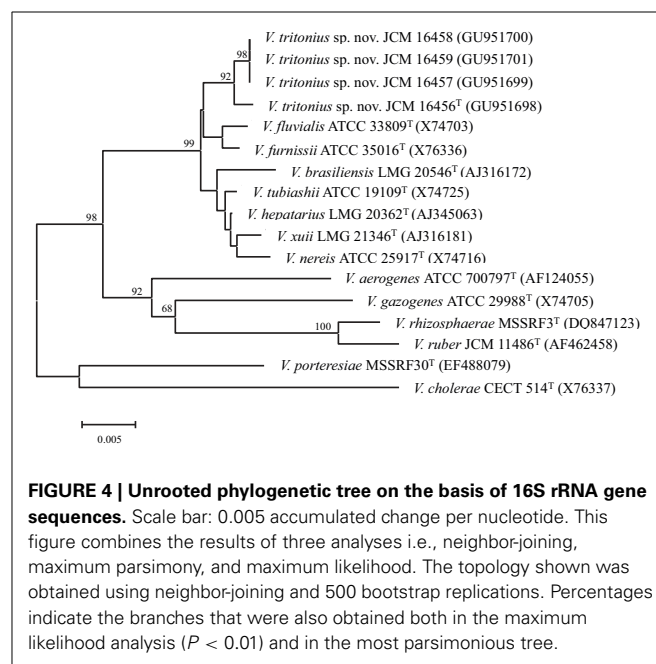 V. tritonius sp. nov. JCM 16458 (GU951700)
98
V. tritonius sp. nov. JCM 16459 (GU951701)
92
V. tritonius sp. nov. JCM 16457 (GU951699)
V. tritonius sp. nov. JCM 16456ᵀ (GU951698)
V. fluvialis ATCC 33809ᵀ (X74703)
99
V. furnissii ATCC 35016ᵀ (X76336)
V. brasiliensis LMG 20546ᵀ (AJ316172)
V. tubiashii ATCC 19109ᵀ (X74725)
V. hepatarius LMG 20362ᵀ (AJ345063)
98
V. xuii LMG 21346ᵀ (AJ316181)
V. nereis ATCC 25917ᵀ (X74716)
V. aerogenes ATCC 700797ᵀ (AF124055)
92
V. gazogenes ATCC 29988ᵀ (X74705)
68
V. rhizosphaerae MSSRF3ᵀ (DQ847123)
100
V. ruber JCM 11486ᵀ (AF462458)
V. porteresiae MSSRF30ᵀ (EF488079)
V. cholerae CECT 514ᵀ (X76337)
0.005
FIGURE 4 | Unrooted phylogenetic tree on the basis of 16S rRNA gene
sequences. Scale bar: 0.005 accumulated change per nucleotide. This
figure combines the results of three analyses i.e., neighbor-joining,
maximum parsimony, and maximum likelihood. The topology shown was
obtained using neighbor-joining and 500 bootstrap replications. Percentages
indicate the branches that were also obtained both in the maximum
likelihood analysis (P < 0.01) and in the most parsimonious tree.